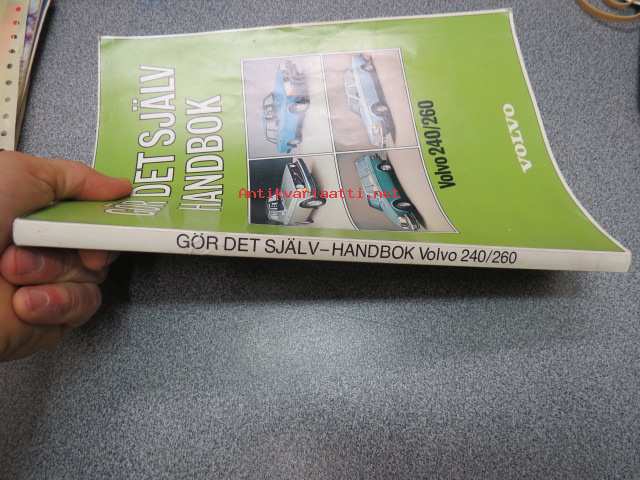 GÖR DET SJÄLV
HANDBOK
Volvo 240/260
VOLVO
Antikvariaatti.net
GÖR DET SJÄLV-HANDBOK Volvo 240/260